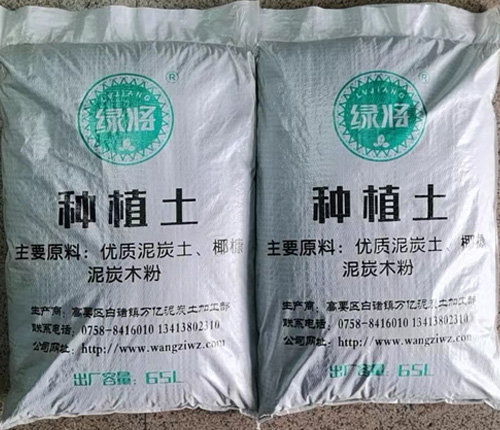 LVJIANG
绿将
®
种植土
主要原料：优质泥炭土、椰糠
泥炭木粉
生产商：高要区白诸镇万亿泥炭土加工部
联系电话：0758-8416010 13413802310
公司网址：http://www.wangziwz.com
出厂容量：65L
LVJIANG
绿将
®
种植土
主要原料：优质泥炭土、椰糠
泥炭木粉
生产商：高要区白诸镇万亿泥炭土加工部
联系电话：0758-8416010 13413802310
公司网址：http://www.wangziwz.com
出厂容量：65L